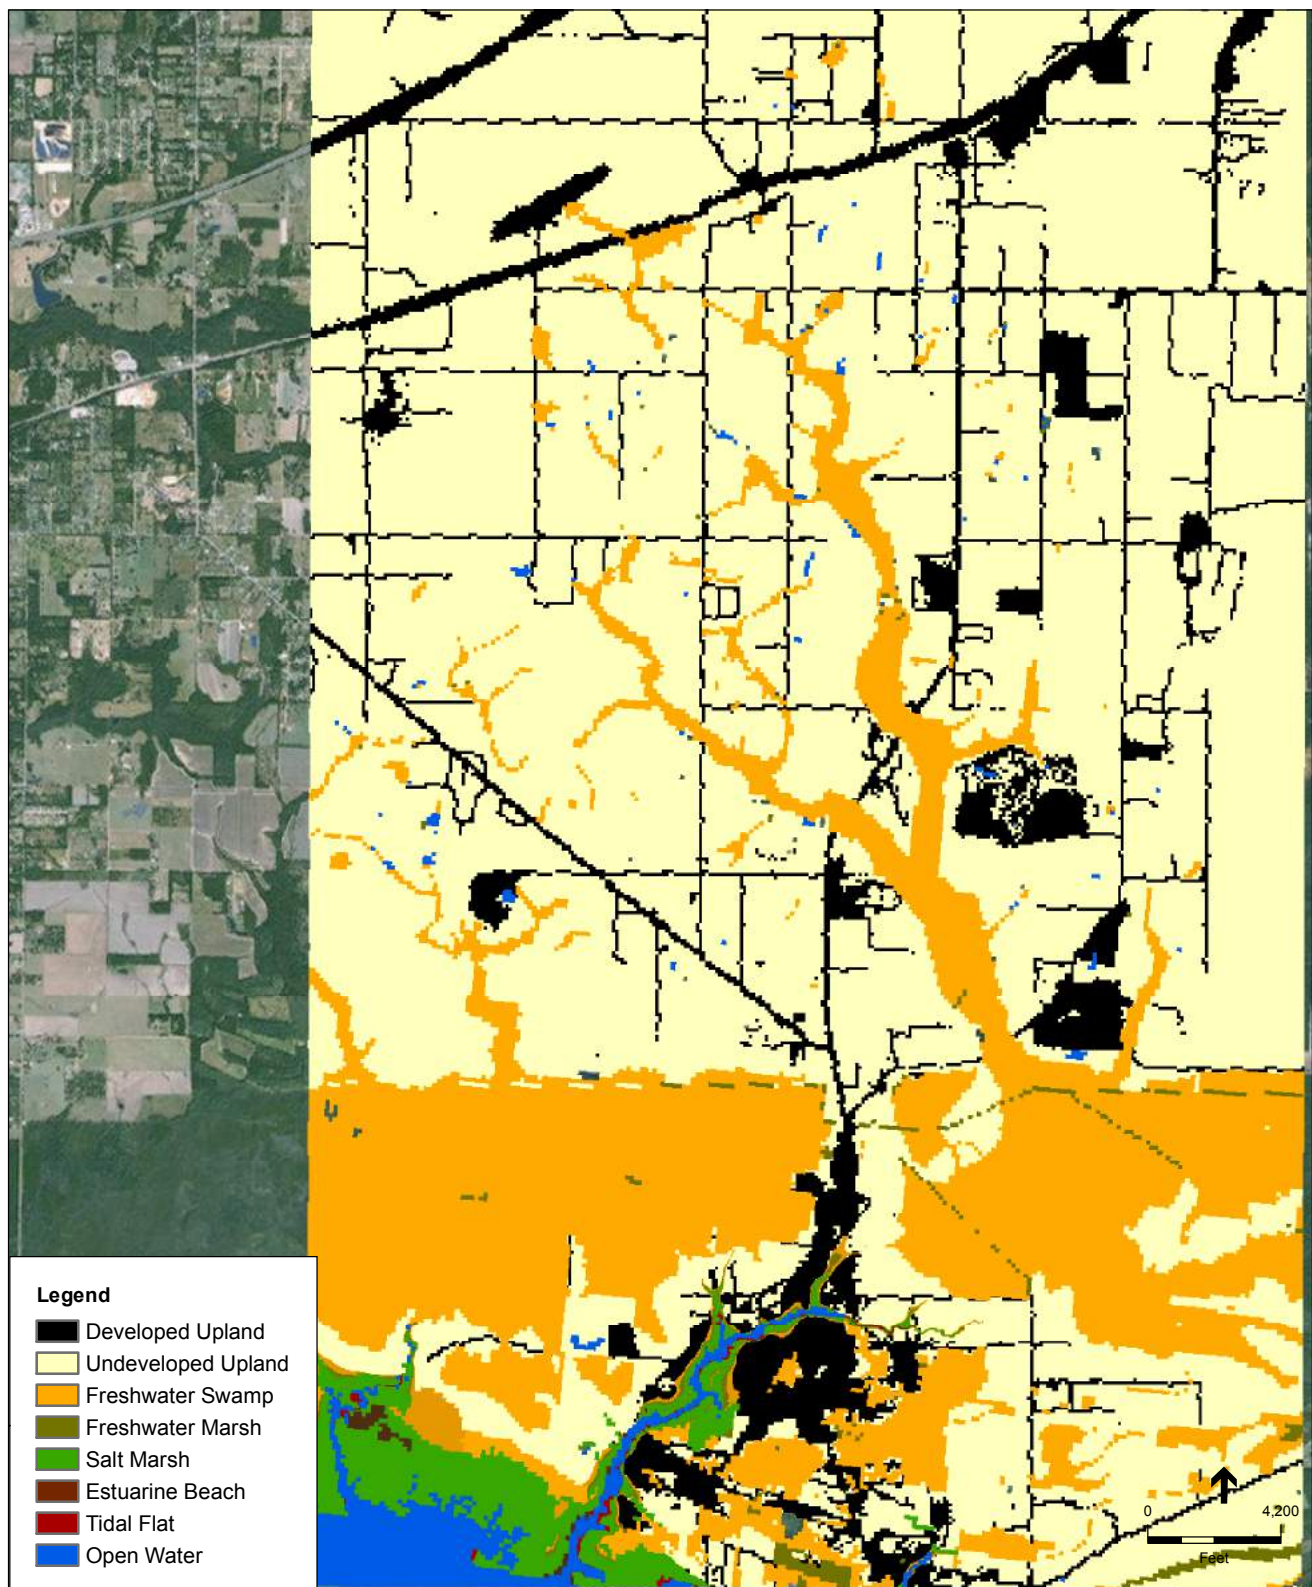 Legend
Developed Upland
Undeveloped Upland
Freshwater Swamp
Freshwater Marsh
Salt Marsh
Estuarine Beach
Tidal Flat
Open Water
0 4,200
Feet